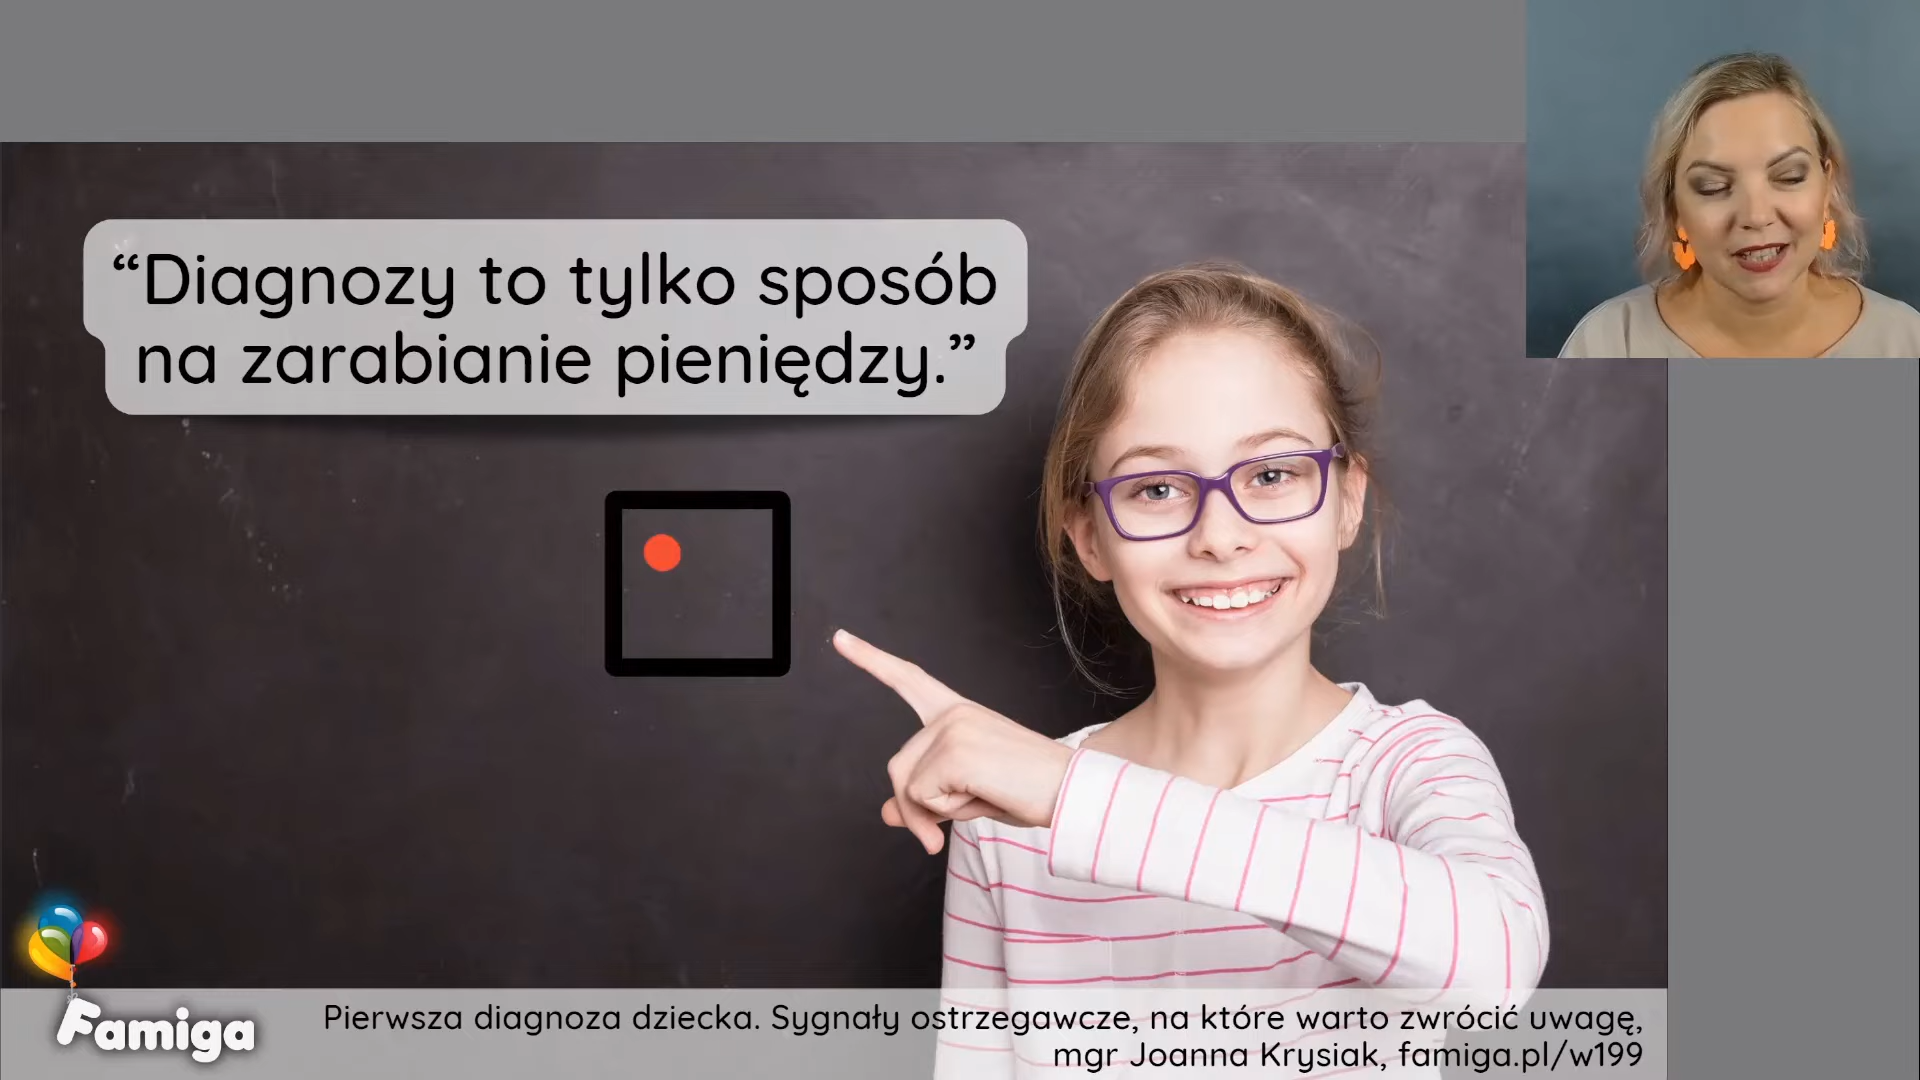 “Diagnozy to tylko sposób
na zarabianie pieniędzy.”
Famiga
Pierwsza diagnoza dziecka. Sygnały ostrzegawcze, na które warto zwrócić uwagę,
mgr Joanna Krysiak, famiga.pl/w199